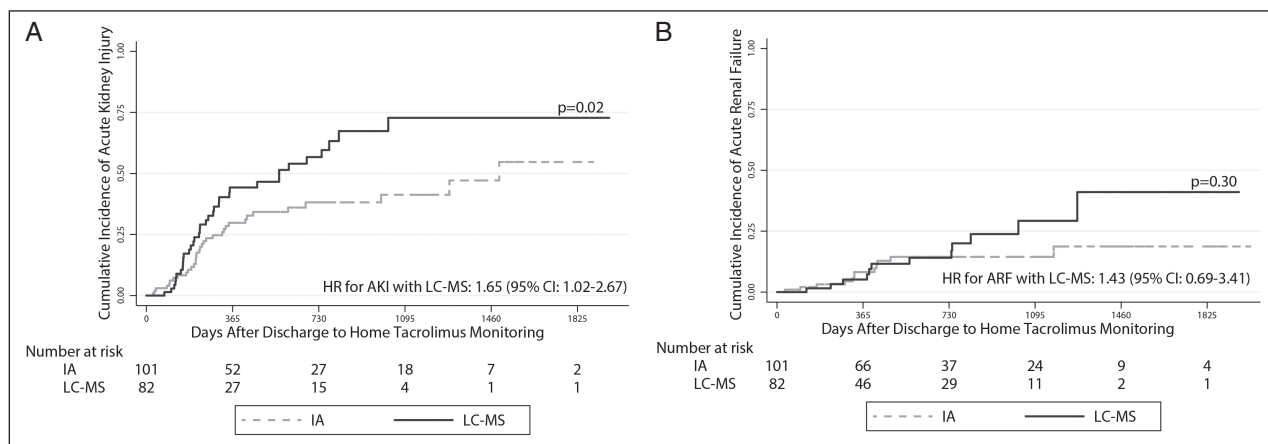 A
Cumulative Incidence of Acute Kidney Injury
1.00
0.75
0.50
0.25
0.00
p=0.02
HR for AKI with LC-MS: 1.65 (95% CI: 1.02-2.67)
0 365 730 1095 1460 1825
Days After Discharge to Home Tacrolimus Monitoring
Number at risk
IA 101 52 27 18 7 2
LC-MS 82 27 15 4 1 1
IA LC-MS
B
Cumulative Incidence of Acute Renal Failure
1.00
0.75
0.50
0.25
0.00
p=0.30
HR for ARF with LC-MS: 1.43 (95% CI: 0.69-3.41)
0 365 730 1095 1460 1825
Days After Discharge to Home Tacrolimus Monitoring
Number at risk
IA 101 66 37 24 9 4
LC-MS 82 46 29 11 2 1
IA LC-MS